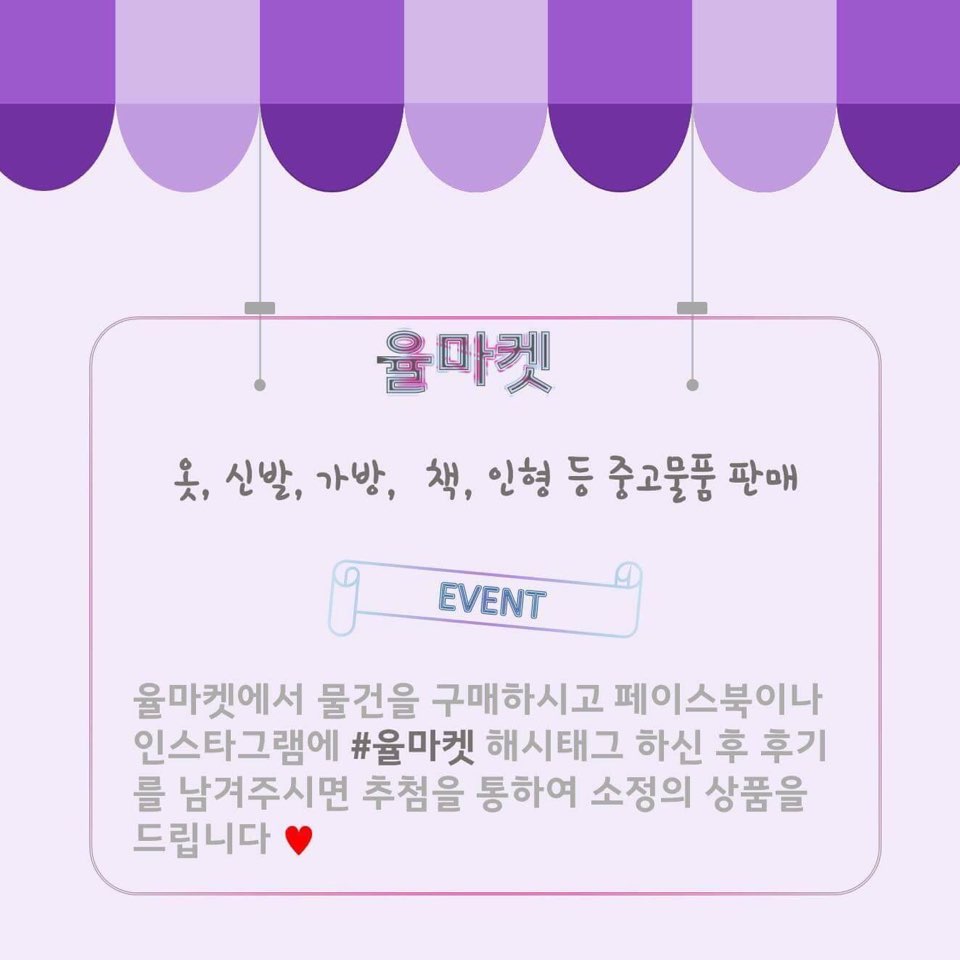 율마켓
옷, 신발, 가방, 책, 인형 등 중고물품 판매
EVENT
율마켓에서 물건을 구매하시고 페이스북이나
인스타그램에 #율마켓 해시태그 하신 후 후기
를 남겨주시면 추첨을 통하여 소정의 상품을
드립니다 ♥